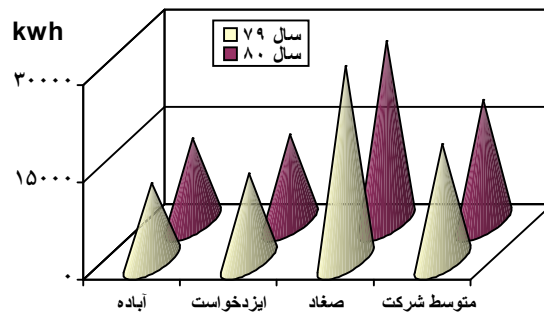 kwh
سال ۷۹
سال ۸۰
۳۰۰۰۰
۱۵۰۰۰
۰
آباده
ایزدخواست
صغاد
متوسط شرکت